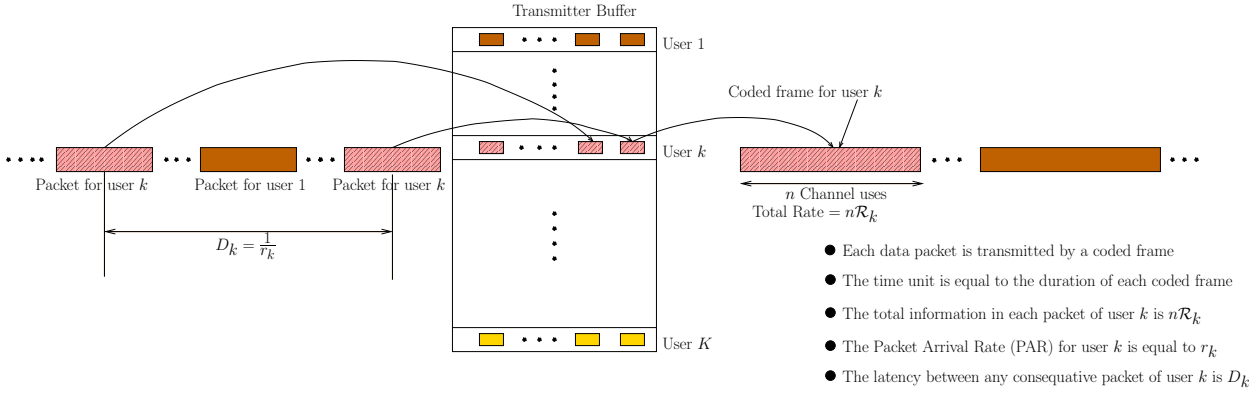 Transmitter Buffer
User 1
Coded frame for user k
User k
Packet for user k
Packet for user 1
Packet for user k
n Channel uses
Total Rate = nℛ_k
D_k = 1/r_k
User K
● Each data packet is transmitted by a coded frame
● The time unit is equal to the duration of each coded frame
● The total information in each packet of user k is nℛ_k
● The Packet Arrival Rate (PAR) for user k is equal to r_k
● The latency between any consequative packet of user k is D_k